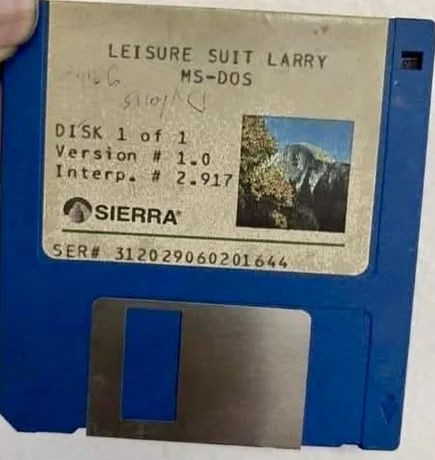 LEISURE SUIT LARRY
MS-DOS
DISK 1 of 1
Version # 1.0
Interp. # 2.917
SIERRA®
SER# 312029060201644